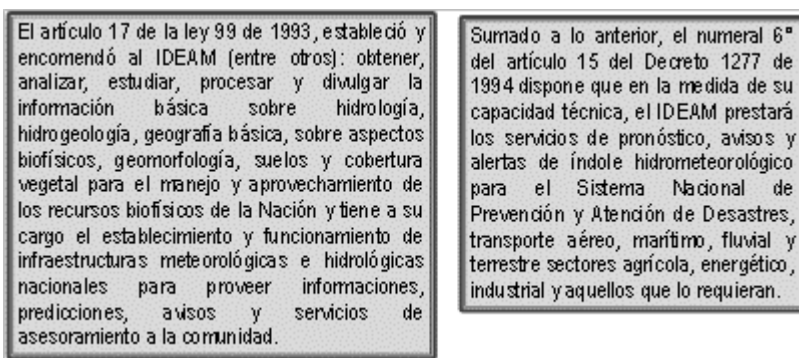 El artículo 17 de la ley 99 de 1993, estableció y
encomendó al IDEAM (entre otros): obtener,
analizar, estudiar, procesar y divulgar la
información básica sobre hidrología,
hidrogeología, geografía básica, sobre aspectos
biofísicos, geomorfología, suelos y cobertura
vegetal para el manejo y aprovechamiento de
los recursos biofísicos de la Nación y tiene a su
cargo el establecimiento y funcionamiento de
infraestructuras meteorológicas e hidrológicas
nacionales para proveer informaciones,
predicciones, avisos y servicios de
asesoramiento a la comunidad.
Sumado a lo anterior, el numeral 6°
del artículo 15 del Decreto 1277 de
1994 dispone que en la medida de su
capacidad técnica, el IDEAM prestará
los servicios de pronóstico, avisos y
alertas de índole hidrometeorológico
para el Sistema Nacional de
Prevención y Atención de Desastres,
transporte aéreo, marítimo, fluvial y
terrestre sectores agrícola, energético,
industrial y aquellos que lo requieran.